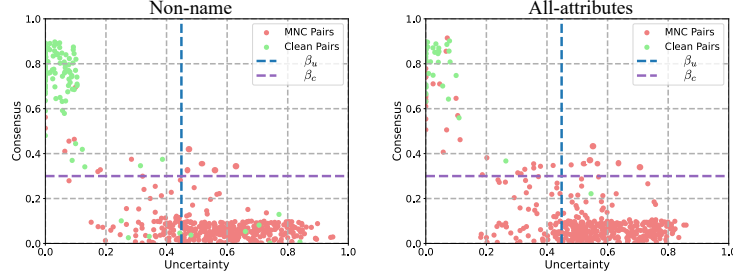 Non-name
1.0
0.8
0.6
0.4
0.2
0.0
Consensus
0.0 0.2 0.4 0.6 0.8 1.0
Uncertainty
MNC Pairs
Clean Pairs
βu
βc
All-attributes
1.0
0.8
0.6
0.4
0.2
0.0
Consensus
0.0 0.2 0.4 0.6 0.8 1.0
Uncertainty
MNC Pairs
Clean Pairs
βu
βc